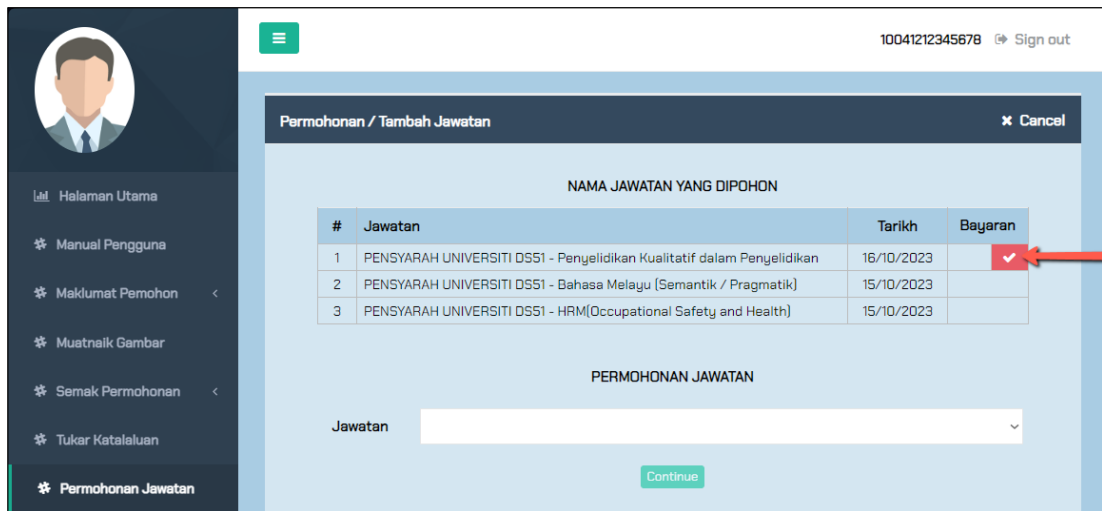 10041212345678 Sign out
Permohonan / Tambah Jawatan
Cancel
Halaman Utama
Manual Pengguna
Maklumat Pemohon
Muatnaik Gambar
Semak Permohonan
Tukar Katalaluan
Permohonan Jawatan
NAMA JAWATAN YANG DIPOHON
# Jawatan Tarikh Bayaran
1 PENSYARAH UNIVERSITI DS51 - Penyelidikan Kualitatif dalam Penyelidikan 16/10/2023
2 PENSYARAH UNIVERSITI DS51 - Bahasa Melayu (Semantik / Pragmatik) 15/10/2023
3 PENSYARAH UNIVERSITI DS51 - HRM(Occupational Safety and Health) 15/10/2023
PERMOHONAN JAWATAN
Jawatan
Continue